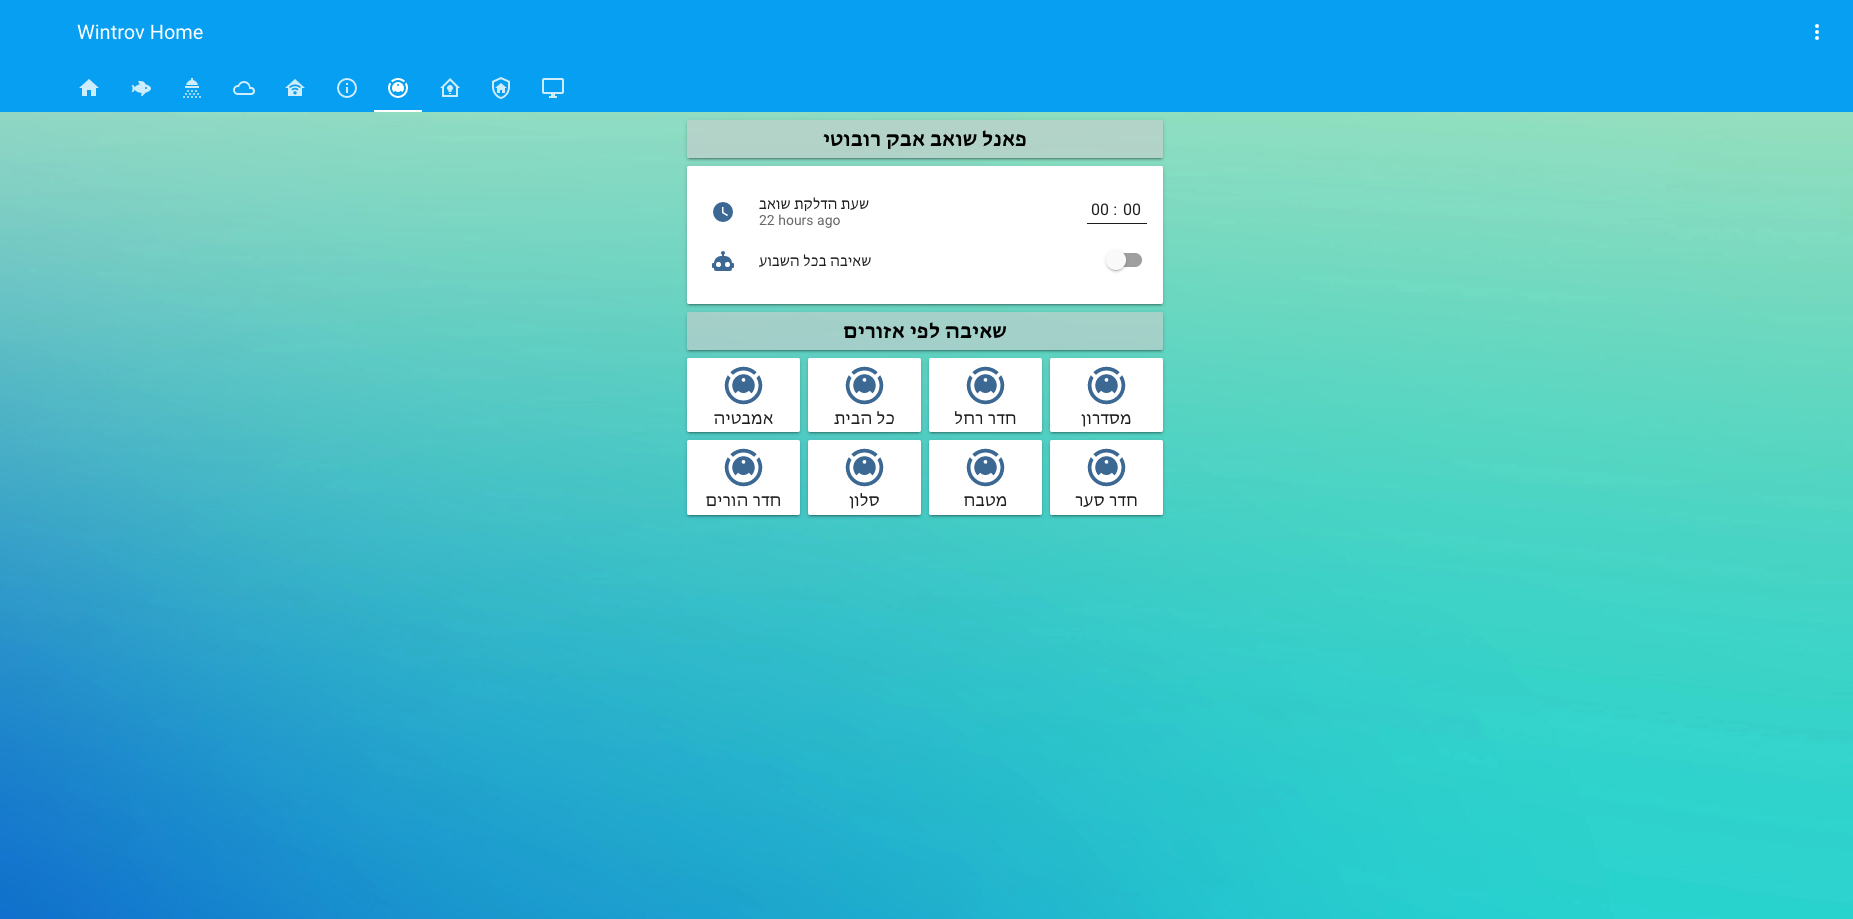 Wintrov Home
פאנל שואב אבק רובוטי
שעת הדלקת שואב
22 hours ago
00 : 00
שאיבה בכל השבוע
שאיבה לפי אזורים
אמבטיה
כל הבית
חדר רחל
מסדרון
חדר הורים
סלון
מטבח
חדר סער